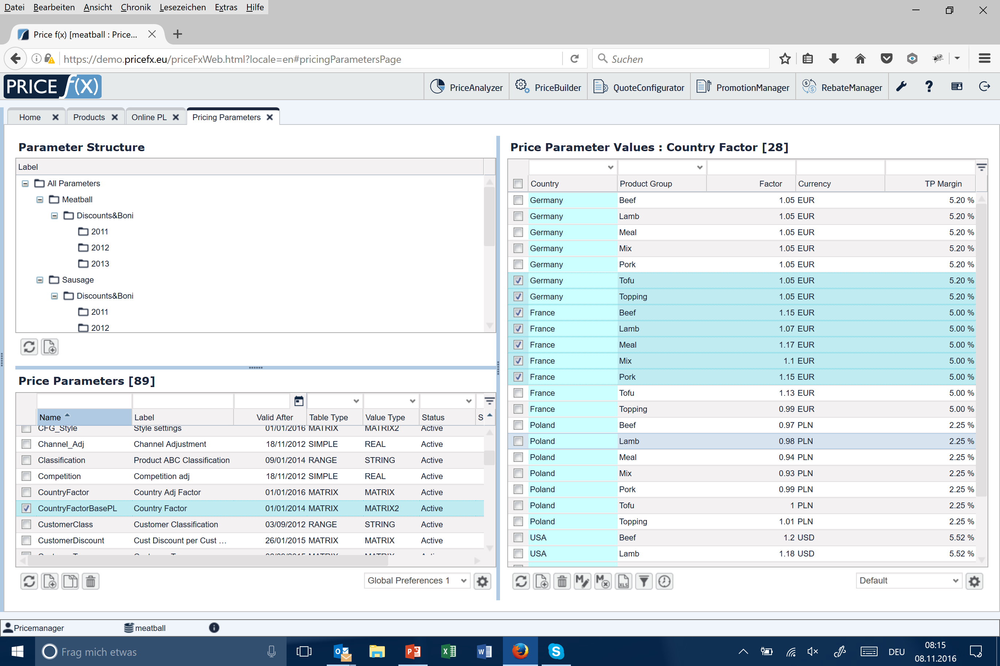 Datei Bearbeiten Ansicht Chronik Lesezeichen Extras Hilfe
Price f(x) [meatball : Price...
https://demo.pricefx.eu/priceFxWeb.html?locale=en#pricingParametersPage
Suchen
PRICE f(X)
PriceAnalyzer PriceBuilder QuoteConfigurator PromotionManager RebateManager
Home Products Online PL Pricing Parameters
Parameter Structure
Label
All Parameters
Meatball
Discounts&Boni
2011
2012
2013
Sausage
Discounts&Boni
2011
2012
Price Parameters [89]
Name Label Valid After Table Type Value Type Status S
CFG_Style Style settings 01/01/2016 MATRIX MATRIX2 Active
Channel_Adj Channel Adjustment 18/11/2012 SIMPLE REAL Active
Classification Product ABC Classification 09/01/2014 RANGE STRING Active
Competition Competition adj 18/11/2012 SIMPLE REAL Active
CountryFactor Country Adj Factor 01/01/2016 MATRIX MATRIX Active
CountryFactorBasePL Country Factor 01/01/2014 MATRIX MATRIX2 Active
CustomerClass Customer Classification 03/09/2012 RANGE STRING Active
CustomerDiscount Cust Discount per Cust ... 26/01/2015 MATRIX MATRIX Active
Global Preferences 1
Price Parameter Values : Country Factor [28]
Country Product Group Factor Currency TP Margin
Germany Beef 1.05 EUR 5.20 %
Germany Lamb 1.05 EUR 5.20 %
Germany Meal 1.05 EUR 5.20 %
Germany Mix 1.05 EUR 5.20 %
Germany Pork 1.05 EUR 5.20 %
Germany Tofu 1.05 EUR 5.20 %
Germany Topping 1.05 EUR 5.20 %
France Beef 1.15 EUR 5.00 %
France Lamb 1.07 EUR 5.00 %
France Meal 1.17 EUR 5.00 %
France Mix 1.1 EUR 5.00 %
France Pork 1.15 EUR 5.00 %
France Tofu 1.13 EUR 5.00 %
France Topping 0.99 EUR 5.00 %
Poland Beef 0.97 PLN 2.25 %
Poland Lamb 0.98 PLN 2.25 %
Poland Meal 0.94 PLN 2.25 %
Poland Mix 0.93 PLN 2.25 %
Poland Pork 0.99 PLN 2.25 %
Poland Tofu 1 PLN 2.25 %
Poland Topping 1.01 PLN 2.25 %
USA Beef 1.2 USD 5.52 %
USA Lamb 1.18 USD 5.52 %
XLS
Default
Pricemanager meatball
Frag mich etwas
DEU
08:15
08.11.2016